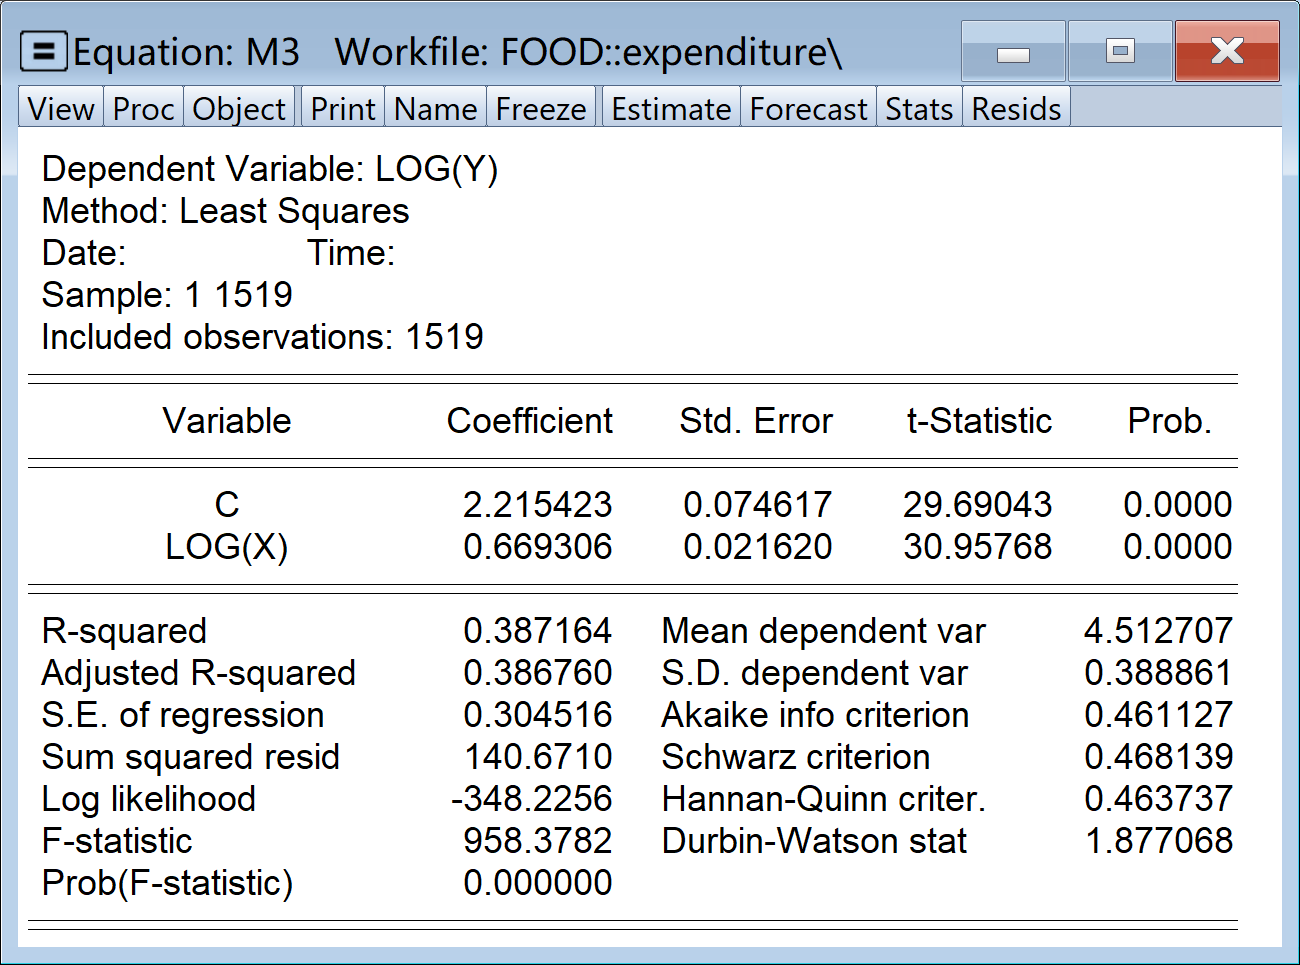 Equation: M3 Workfile: FOOD::expenditure\
View Proc Object Print Name Freeze Estimate Forecast Stats Resids
Dependent Variable: LOG(Y)
Method: Least Squares
Date: Time:
Sample: 1 1519
Included observations: 1519
Variable Coefficient Std. Error t-Statistic Prob.
C 2.215423 0.074617 29.69043 0.0000
LOG(X) 0.669306 0.021620 30.95768 0.0000
R-squared 0.387164 Mean dependent var 4.512707
Adjusted R-squared 0.386760 S.D. dependent var 0.388861
S.E. of regression 0.304516 Akaike info criterion 0.461127
Sum squared resid 140.6710 Schwarz criterion 0.468139
Log likelihood -348.2256 Hannan-Quinn criter. 0.463737
F-statistic 958.3782 Durbin-Watson stat 1.877068
Prob(F-statistic) 0.000000